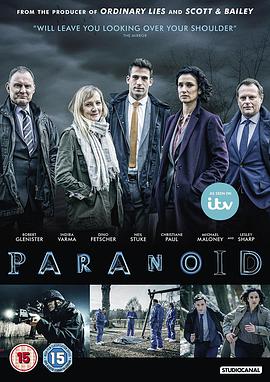 FROM THE PRODUCER OF ORDINARY LIES AND SCOTT & BAILEY
"WILL LEAVE YOU LOOKING OVER YOUR SHOULDER"
THE MIRROR
AS SEEN ON
itv
ROBERT GLENISTER
INDIRA VARMA
DINO FETSCHER
NEIL STUKE
CHRISTIANE PAUL
MICHAEL MALONEY
AND LESLEY SHARP
PARANOID
15
15
STUDIOCANAL